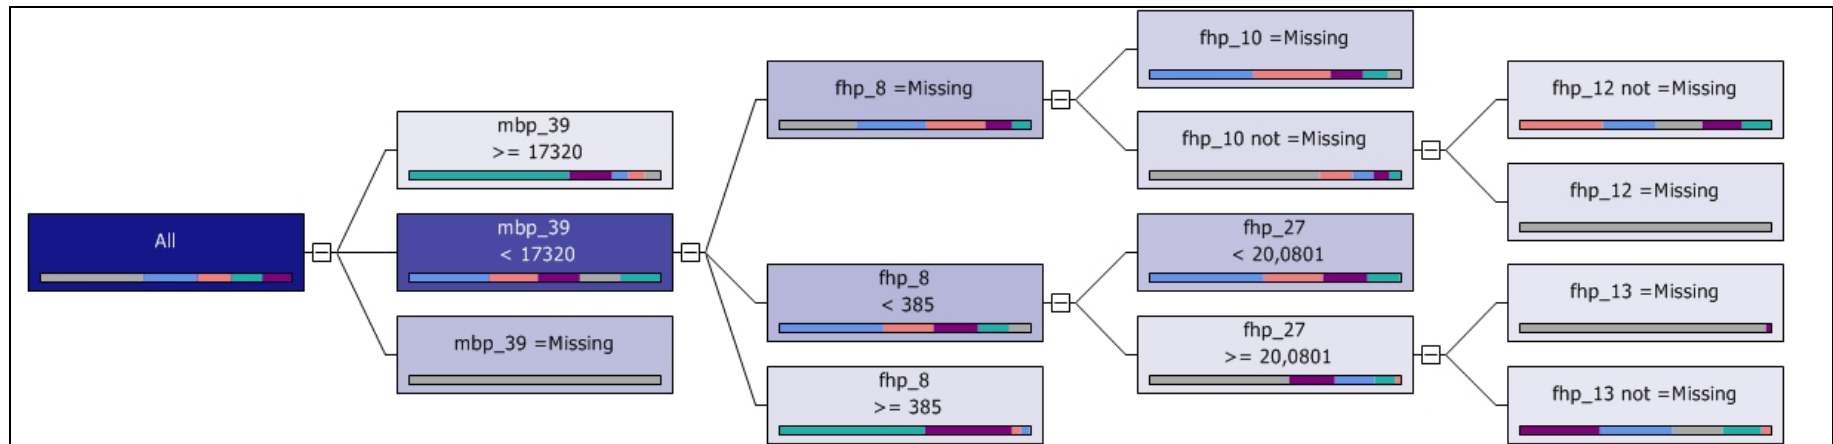 All
mbp_39
>= 17320
mbp_39
< 17320
mbp_39 =Missing
fhp_8 =Missing
fhp_8
< 385
fhp_8
>= 385
fhp_10 =Missing
fhp_10 not =Missing
fhp_27
< 20,0801
fhp_27
>= 20,0801
fhp_12 not =Missing
fhp_12 =Missing
fhp_13 =Missing
fhp_13 not =Missing